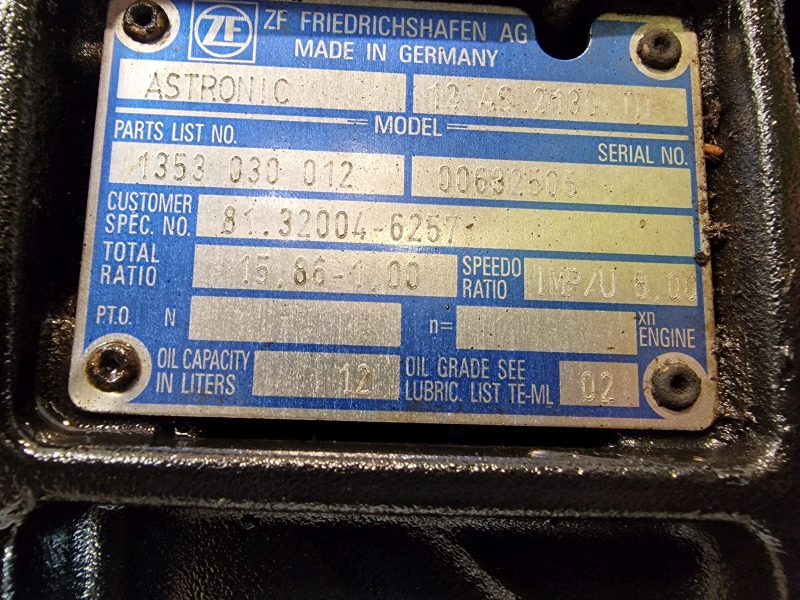 ZF ZF FRIEDRICHSHAFEN AG
MADE IN GERMANY
ASTRONIC 12 AS 2130 TD
MODEL
PARTS LIST NO. SERIAL NO.
1353 030 012 00632505
CUSTOMER
SPEC. NO. 81.32004-6257
TOTAL
RATIO 15.86-1.00 SPEEDO
RATIO IMP/U 8.00
P.T.O. N n= xn
ENGINE
OIL CAPACITY
IN LITERS 12 OIL GRADE SEE
LUBRIC. LIST TE-ML 02